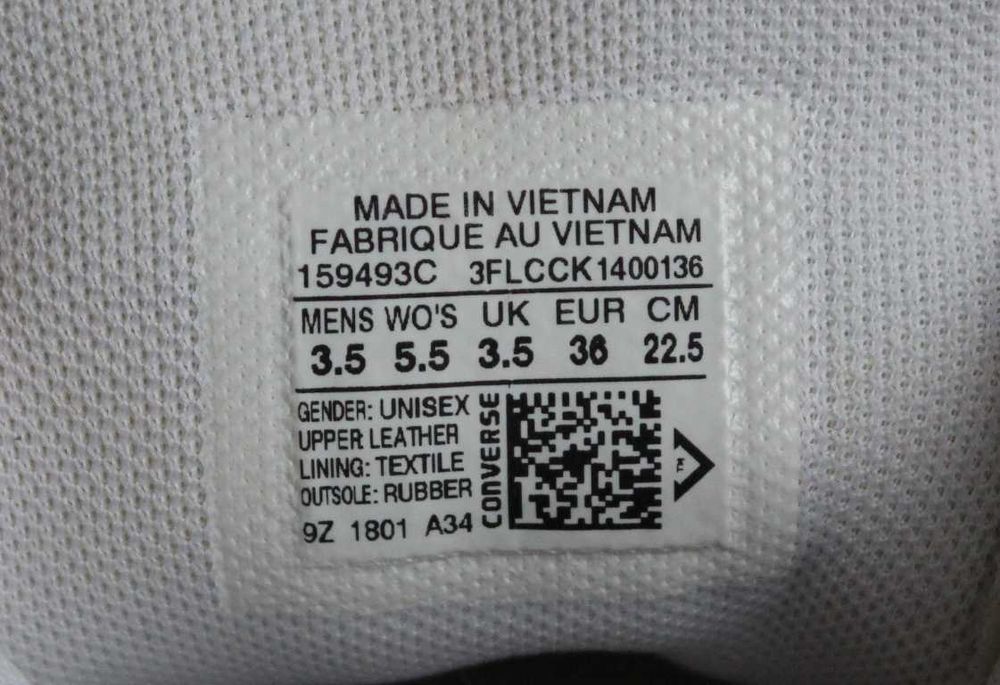 MADE IN VIETNAM
FABRIQUE AU VIETNAM
159493C 3FLCCK1400136
MENS WO'S UK EUR CM
3.5 5.5 3.5 36 22.5
GENDER: UNISEX
UPPER LEATHER
LINING: TEXTILE
OUTSOLE: RUBBER
9Z 1801 A34
CONVERSE
E